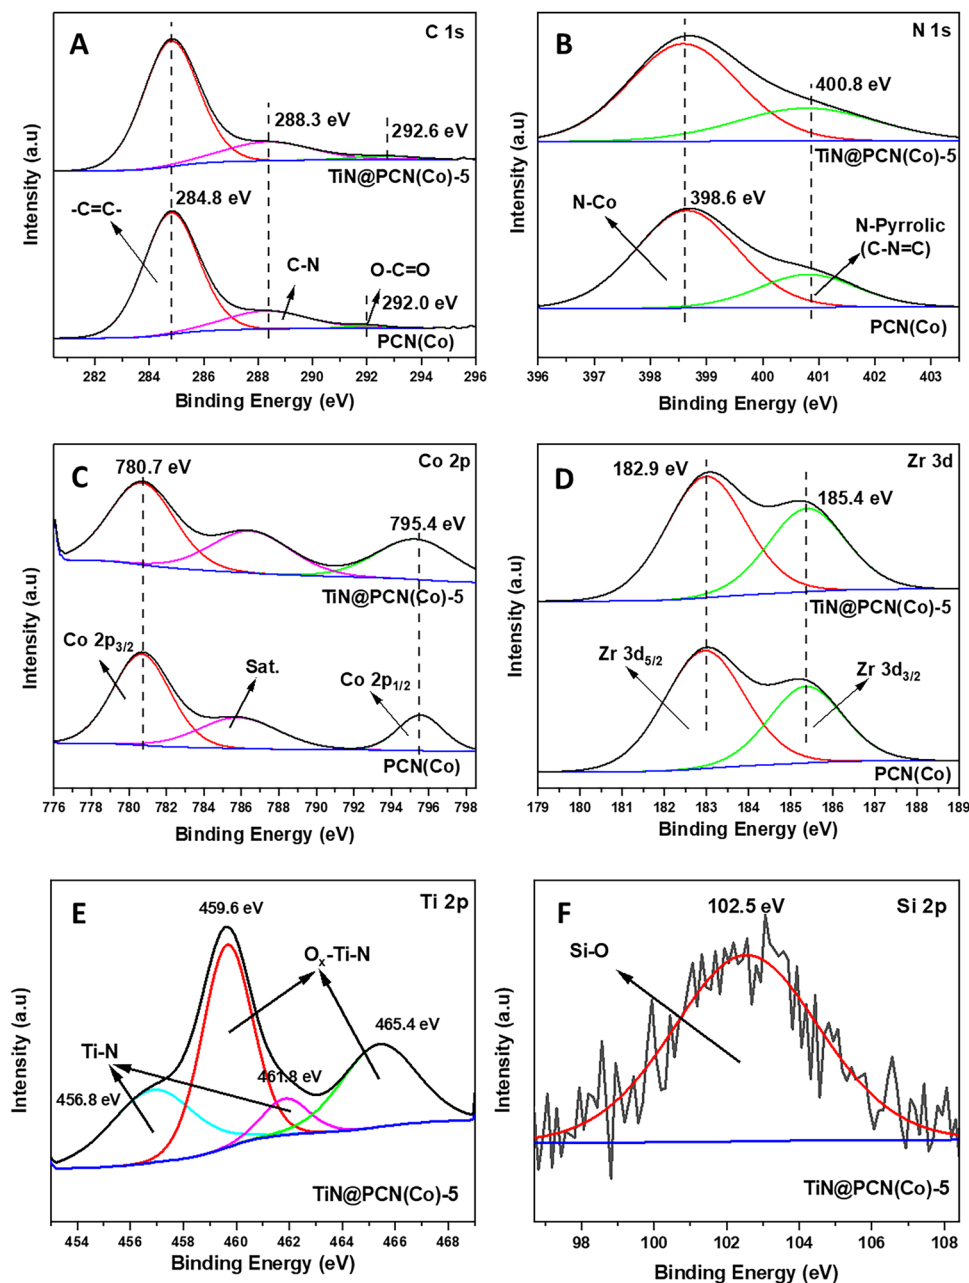 A
C 1s
288.3 eV
292.6 eV
TiN@PCN(Co)-5
-C=C-
284.8 eV
C-N
O-C=O
292.0 eV
PCN(Co)
Intensity (a.u)
282 284 286 288 290 292 294 296
Binding Energy (eV)
B
N 1s
400.8 eV
TiN@PCN(Co)-5
N-Co
398.6 eV
N-Pyrrolic
(C-N=C)
PCN(Co)
Intensity (a.u)
396 397 398 399 400 401 402 403
Binding Energy (eV)
C
780.7 eV
Co 2p
795.4 eV
TiN@PCN(Co)-5
Co 2p3/2
Sat.
Co 2p1/2
PCN(Co)
Intensity (a.u)
776 778 780 782 784 786 788 790 792 794 796 798
Binding Energy (eV)
D
182.9 eV
Zr 3d
185.4 eV
TiN@PCN(Co)-5
Zr 3d5/2
Zr 3d3/2
PCN(Co)
Intensity (a.u)
179 180 181 182 183 184 185 186 187 188 189
Binding Energy (eV)
E
459.6 eV
Ti 2p
Ox-Ti-N
465.4 eV
Ti-N
461.8 eV
456.8 eV
TiN@PCN(Co)-5
Intensity (a.u)
454 456 458 460 462 464 466 468
Binding Energy (eV)
F
102.5 eV
Si 2p
Si-O
TiN@PCN(Co)-5
Intensity (a.u)
98 100 102 104 106 108
Binding Energy (eV)